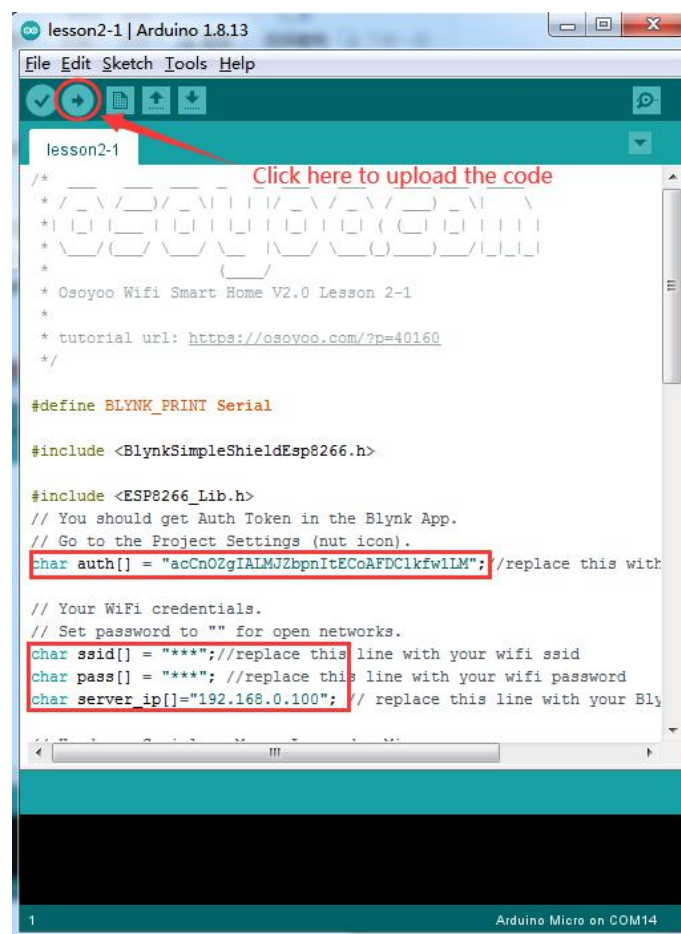 lesson2-1 | Arduino 1.8.13
File Edit Sketch Tools Help
lesson2-1
Click here to upload the code
/*
*
* Osoyoo Wifi Smart Home V2.0 Lesson 2-1
*
* tutorial url: https://osoyoo.com/?p=40160
*/
#define BLYNK_PRINT Serial
#include <BlynkSimpleShieldEsp8266.h>
#include <ESP8266_Lib.h>
// You should get Auth Token in the Blynk App.
// Go to the Project Settings (nut icon).
char auth[] = "acCnOZgIALMJZbpnItECoAFDClkfw1LM";//replace this with
// Your WiFi credentials.
// Set password to "" for open networks.
char ssid[] = "***";//replace this line with your wifi ssid
char pass[] = "***"; //replace this line with your wifi password
char server_ip[]="192.168.0.100"; // replace this line with your Bly
1
Arduino Micro on COM14